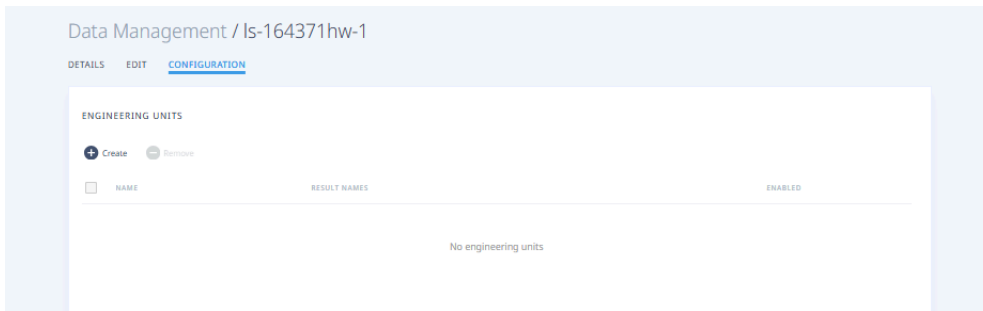 Data Management / ls-164371hw-1
DETAILS EDIT CONFIGURATION
ENGINEERING UNITS
Create Remove
NAME RESULT NAMES ENABLED
No engineering units